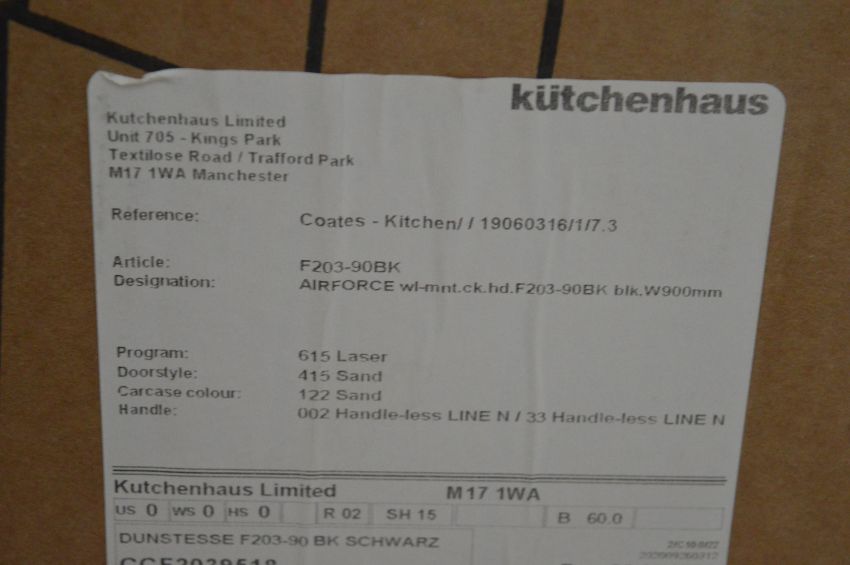 kütchenhaus
Kutchenhaus Limited
Unit 705 - Kings Park
Textilose Road / Trafford Park
M17 1WA Manchester
Reference: Coates - Kitchen/ / 19060316/1/7.3
Article: F203-90BK
Designation: AIRFORCE wl-mnt.ck.hd.F203-90BK blk.W900mm
Program: 615 Laser
Doorstyle: 415 Sand
Carcase colour: 122 Sand
Handle: 002 Handle-less LINE N / 33 Handle-less LINE N
Kutchenhaus Limited M17 1WA
US 0 WS 0 HS 0 R 02 SH 15 B 60.0
DUNSTESSE F203-90 BK SCHWARZ